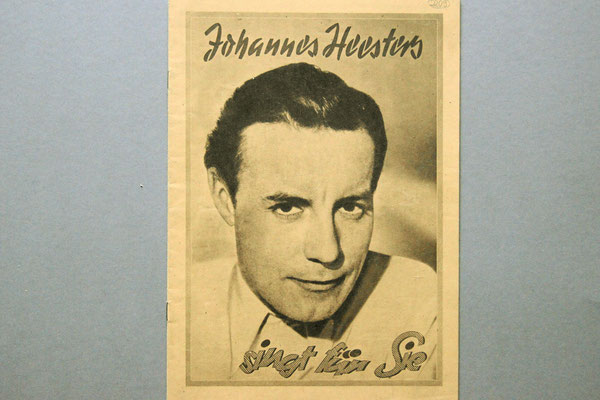 Johannes Heesters
singt für Sie